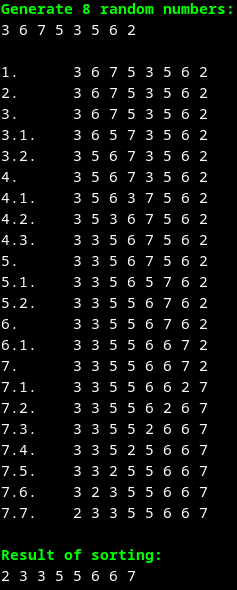 Generate 8 random numbers:
3 6 7 5 3 5 6 2
1. 3 6 7 5 3 5 6 2
2. 3 6 7 5 3 5 6 2
3. 3 6 7 5 3 5 6 2
3.1. 3 6 5 7 3 5 6 2
3.2. 3 5 6 7 3 5 6 2
4. 3 5 6 7 3 5 6 2
4.1. 3 5 6 3 7 5 6 2
4.2. 3 5 3 6 7 5 6 2
4.3. 3 3 5 6 7 5 6 2
5. 3 3 5 6 7 5 6 2
5.1. 3 3 5 6 5 7 6 2
5.2. 3 3 5 5 6 7 6 2
6. 3 3 5 5 6 7 6 2
6.1. 3 3 5 5 6 6 7 2
7. 3 3 5 5 6 6 7 2
7.1. 3 3 5 5 6 6 2 7
7.2. 3 3 5 5 6 2 6 7
7.3. 3 3 5 5 2 6 6 7
7.4. 3 3 5 2 5 6 6 7
7.5. 3 3 2 5 5 6 6 7
7.6. 3 2 3 5 5 6 6 7
7.7. 2 3 3 5 5 6 6 7
Result of sorting:
2 3 3 5 5 6 6 7